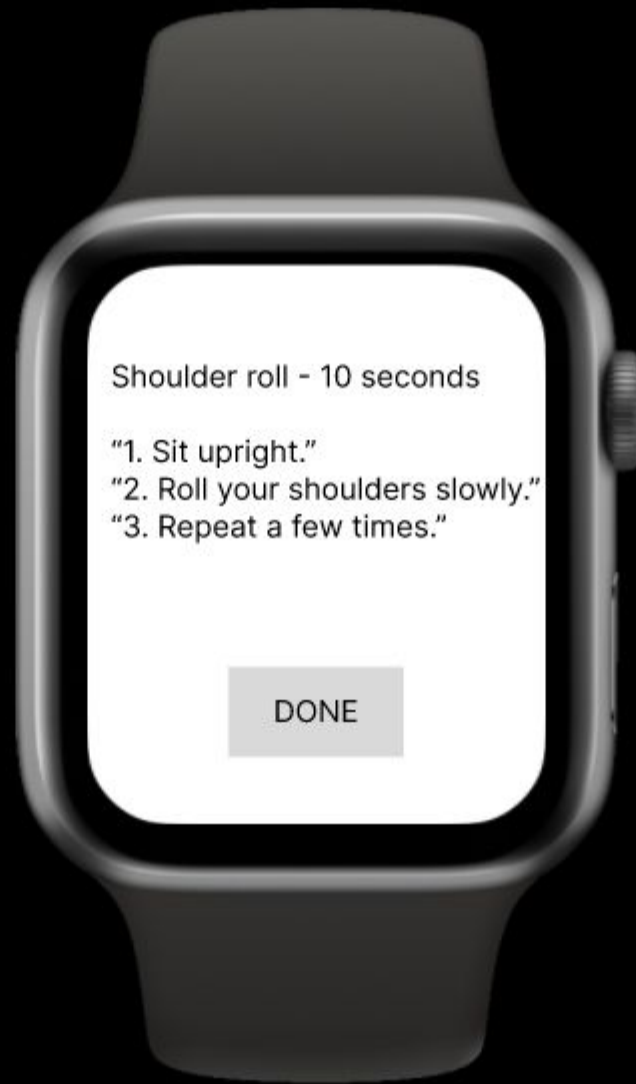 Shoulder roll - 10 seconds
“1. Sit upright.”
“2. Roll your shoulders slowly.”
“3. Repeat a few times.”
DONE